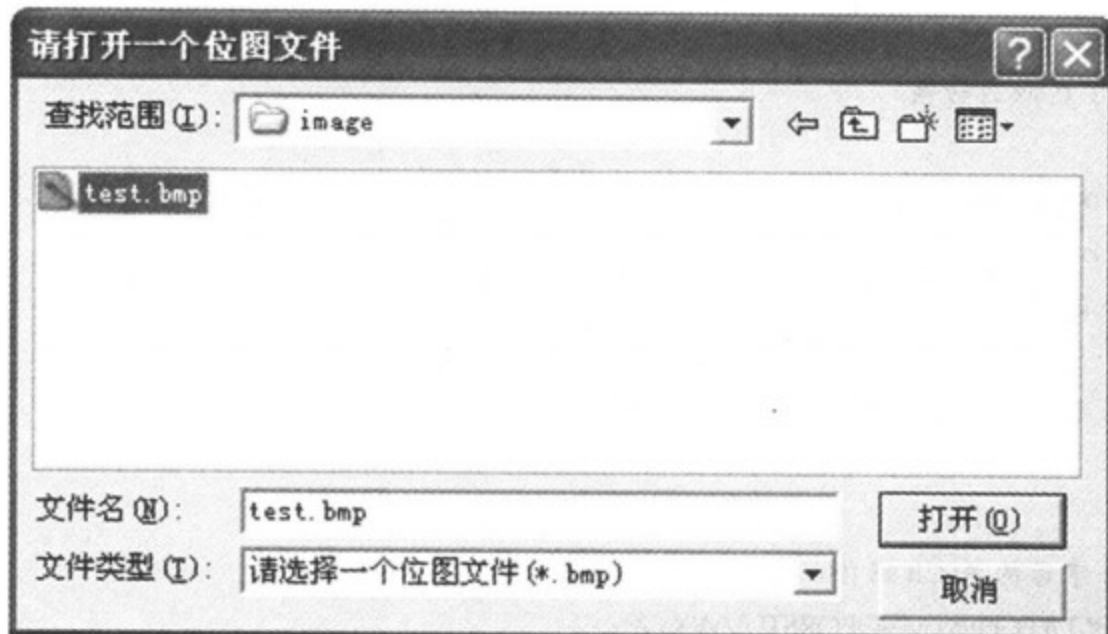 请打开一个位图文件
查找范围(I): image
test.bmp
文件名(N): test.bmp 打开(O)
文件类型(T): 请选择一个位图文件(*.bmp)
取消